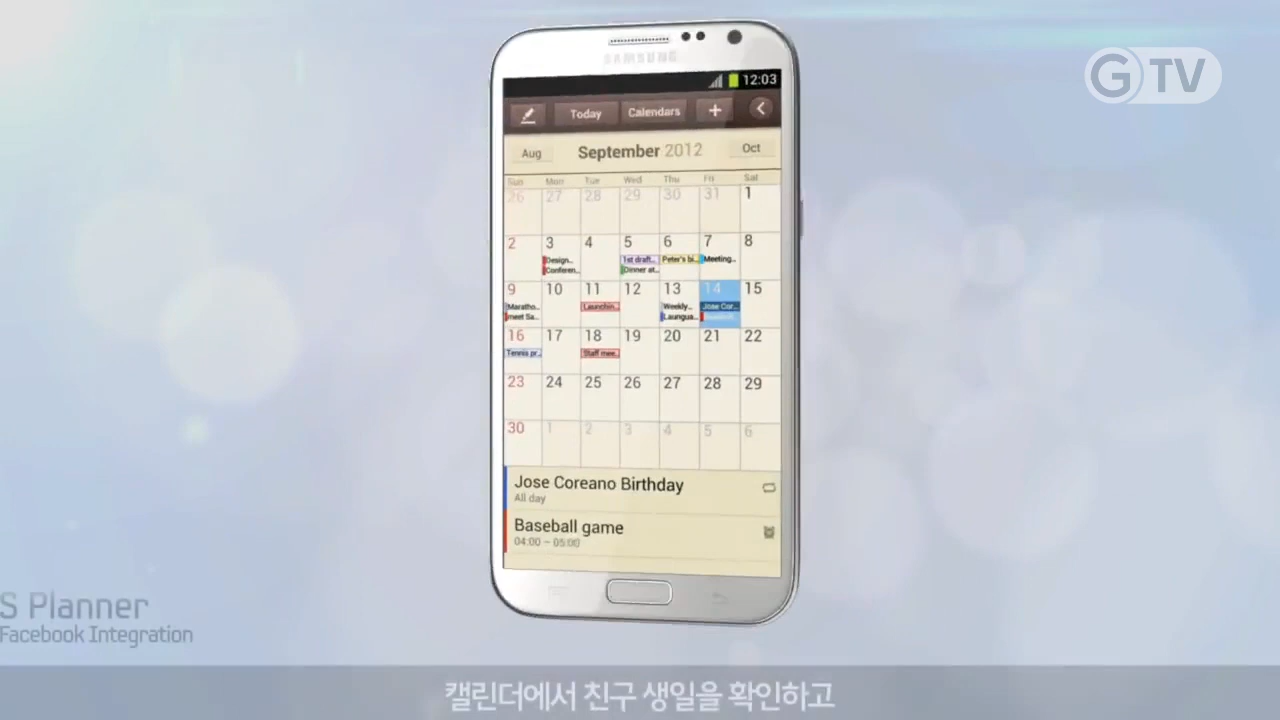 GTV
SAMSUNG
12:03
Today Calendars +
Aug September 2012 Oct
Sun Mon Tue Wed Thu Fri Sat
26 27 28 29 30 31 1
2 3 4 5 6 7 8
Design.. 1st draft.. Peter's bi.. Meeting..
Conferen.. Dinner at..
9 10 11 12 13 14 15
Maratho.. Launchin.. Weekly.. Jose Cor..
meet Sa.. Laungua..
16 17 18 19 20 21 22
Tennis pr.. Staff mee..
23 24 25 26 27 28 29
30 1 2 3 4 5 6
Jose Coreano Birthday
All day
Baseball game
04:00 – 05:00
S Planner
Facebook Integration
캘린더에서 친구 생일을 확인하고